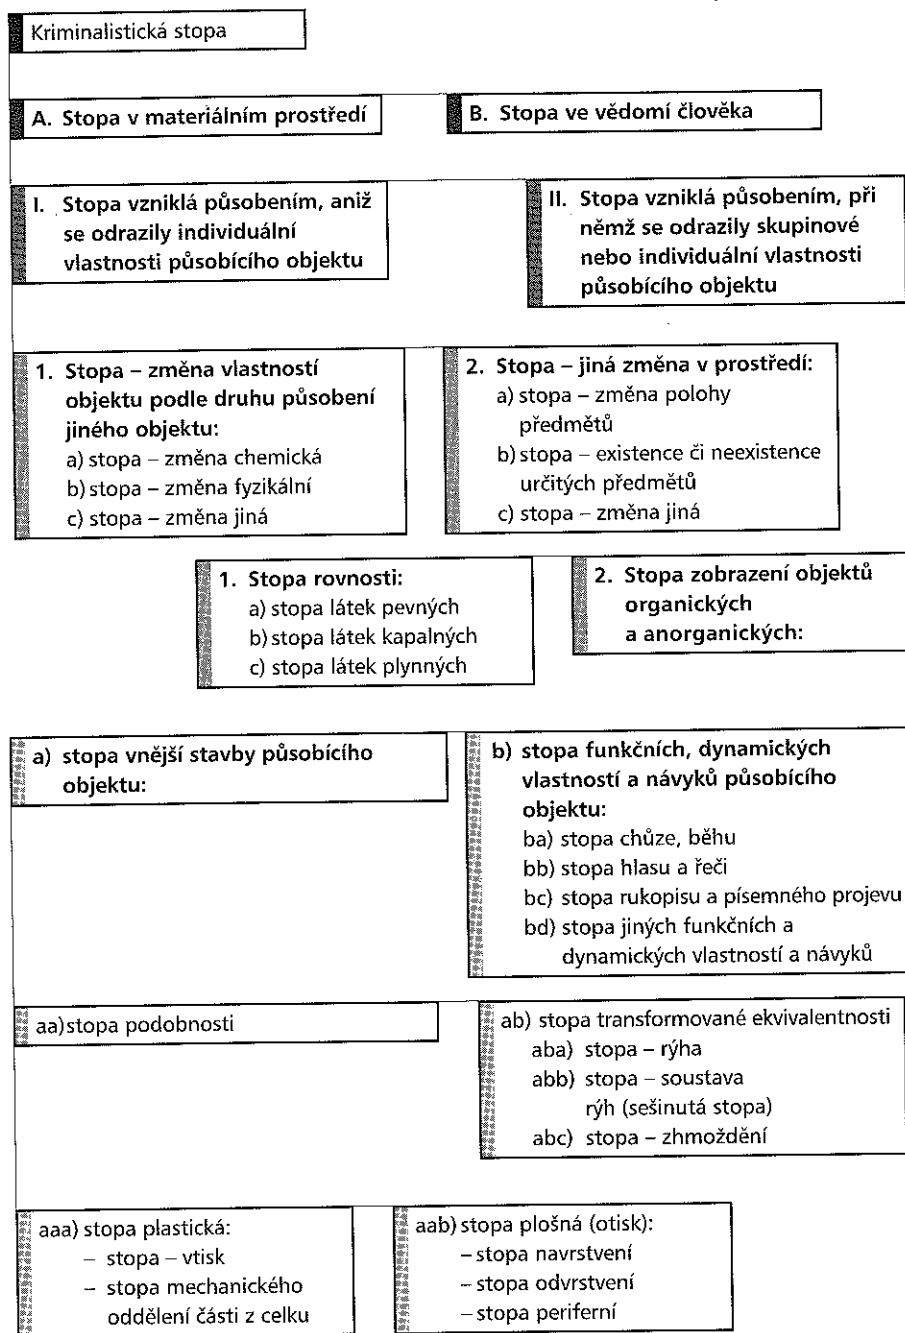 Kriminalistická stopa
A. Stopa v materiálním prostředí
B. Stopa ve vědomí člověka
I. Stopa vzniklá působením, aniž
se odrazily individuální
vlastnosti působícího objektu
II. Stopa vzniklá působením, při
němž se odrazily skupinové
nebo individuální vlastnosti
působícího objektu
1. Stopa – změna vlastností
objektu podle druhu působení
jiného objektu:
a) stopa – změna chemická
b) stopa – změna fyzikální
c) stopa – změna jiná
2. Stopa – jiná změna v prostředí:
a) stopa – změna polohy
předmětů
b) stopa – existence či neexistence
určitých předmětů
c) stopa – změna jiná
1. Stopa rovnosti:
a) stopa látek pevných
b) stopa látek kapalných
c) stopa látek plynných
2. Stopa zobrazení objektů
organických
a anorganických:
a) stopa vnější stavby působícího
objektu:
b) stopa funkčních, dynamických
vlastností a návyků působícího
objektu:
ba) stopa chůze, běhu
bb) stopa hlasu a řeči
bc) stopa rukopisu a písemného projevu
bd) stopa jiných funkčních a
dynamických vlastností a návyků
aa) stopa podobnosti
ab) stopa transformované ekvivalentnosti
aba) stopa – rýha
abb) stopa – soustava
rýh (sešinutá stopa)
abc) stopa – zhmoždění
aaa) stopa plastická:
– stopa – vtisk
– stopa mechanického
oddělení části z celku
aab) stopa plošná (otisk):
– stopa navrstvení
– stopa odvrstvení
– stopa periferní